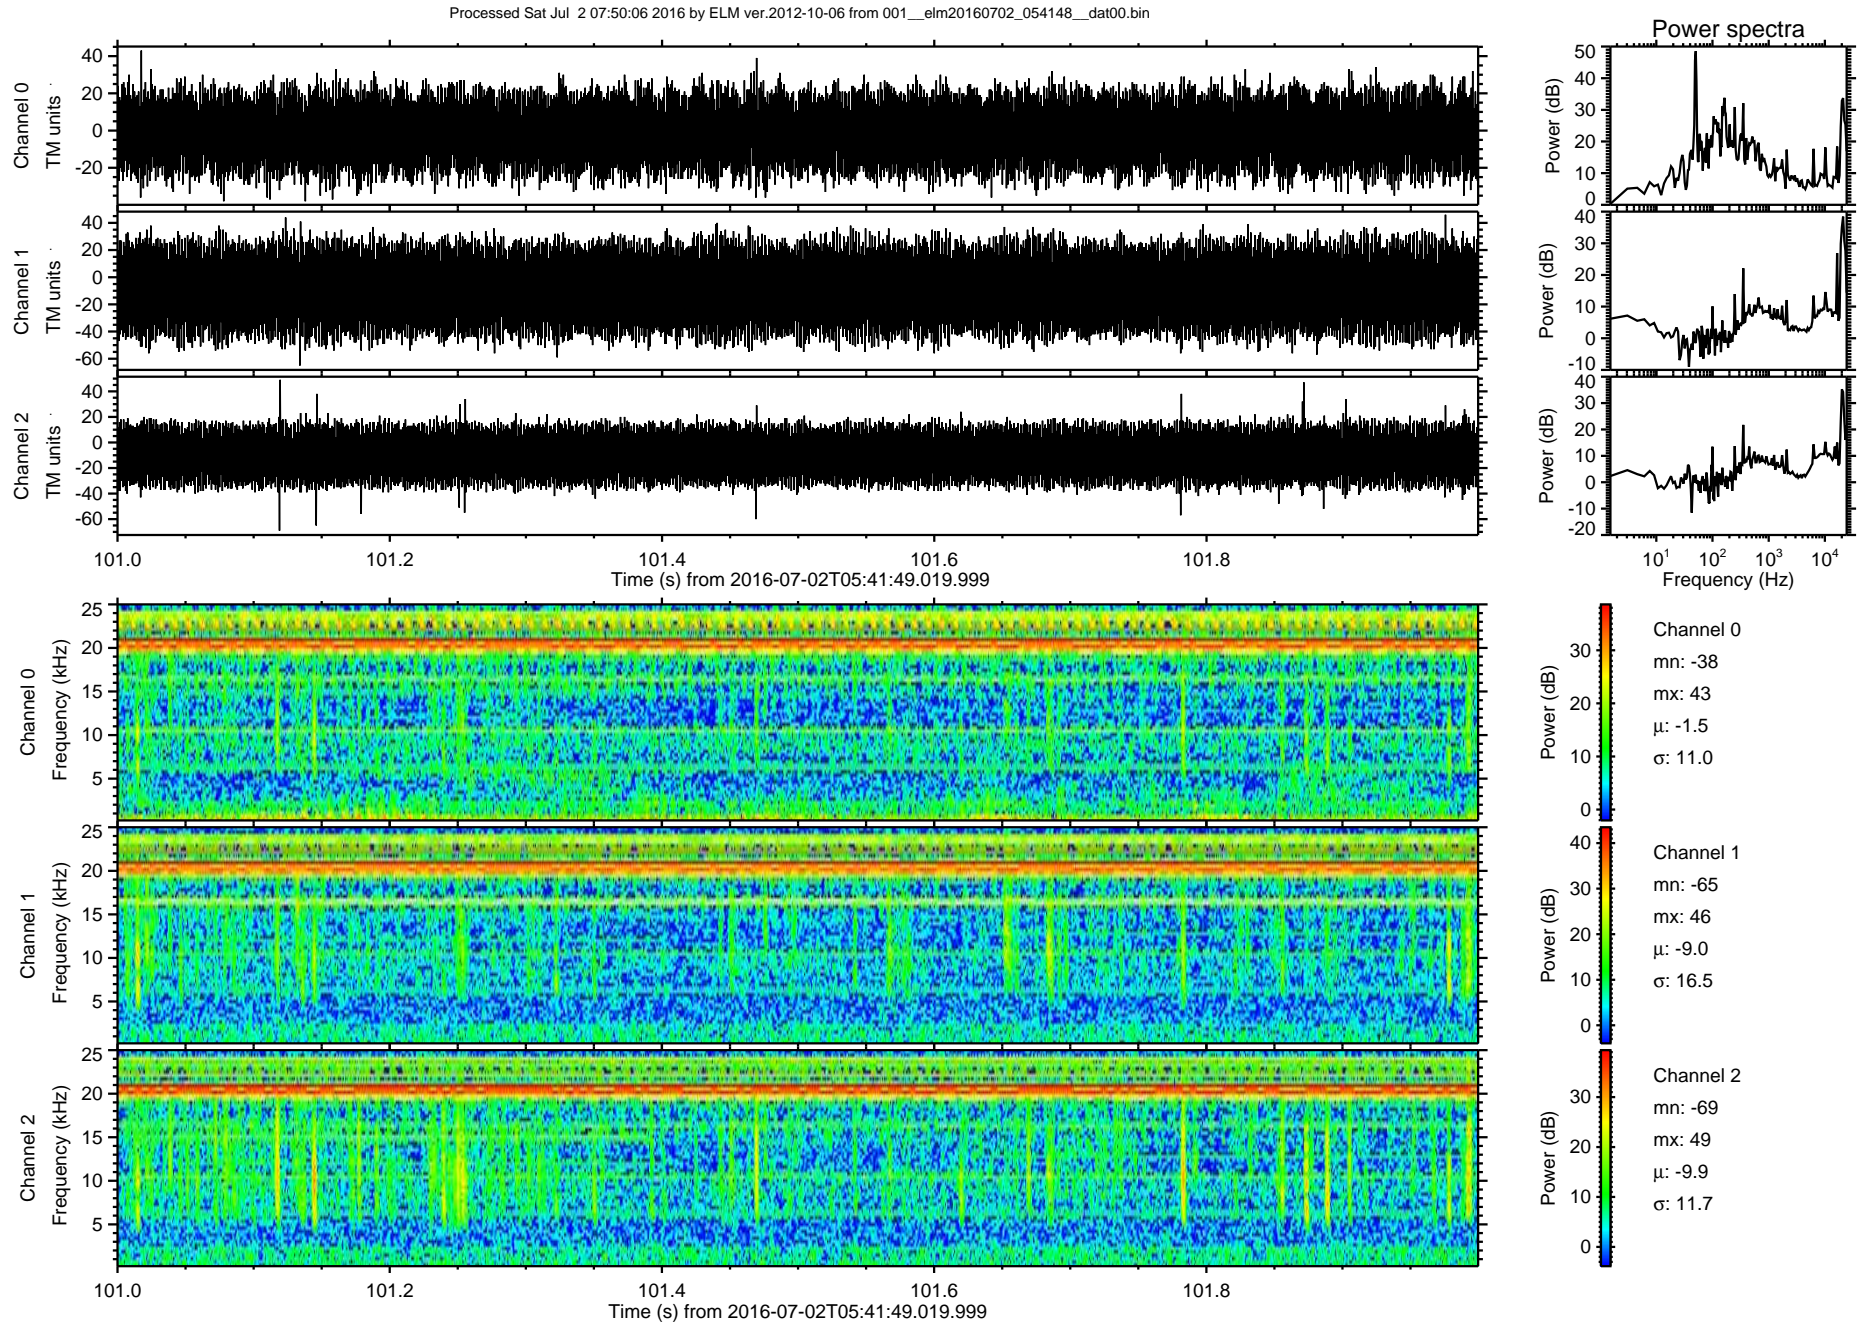 Processed Sat Jul  2 07:50:06 2016 by ELM ver.2012-10-06 from 001__elm20160702_054148__dat00.bin
Power spectra
Channel 0
TM units
40
20
0
-20
Power (dB)
50
40
30
20
10
0
Channel 1
TM units
40
20
0
-20
-40
-60
Power (dB)
40
30
20
10
0
-10
Channel 2
TM units
40
20
0
-20
-40
-60
Power (dB)
40
30
20
10
0
-10
-20
101.0 101.2 101.4 101.6 101.8
Time (s) from 2016-07-02T05:41:49.019.999
10¹ 10² 10³ 10⁴
Frequency (Hz)
Channel 0
Frequency (kHz)
25
20
15
10
5
Power (dB)
30
20
10
0
Channel 0
mn: -38
mx: 43
μ: -1.5
σ: 11.0
Channel 1
Frequency (kHz)
25
20
15
10
5
Power (dB)
40
30
20
10
0
Channel 1
mn: -65
mx: 46
μ: -9.0
σ: 16.5
Channel 2
Frequency (kHz)
25
20
15
10
5
Power (dB)
30
20
10
0
Channel 2
mn: -69
mx: 49
μ: -9.9
σ: 11.7
101.0 101.2 101.4 101.6 101.8
Time (s) from 2016-07-02T05:41:49.019.999